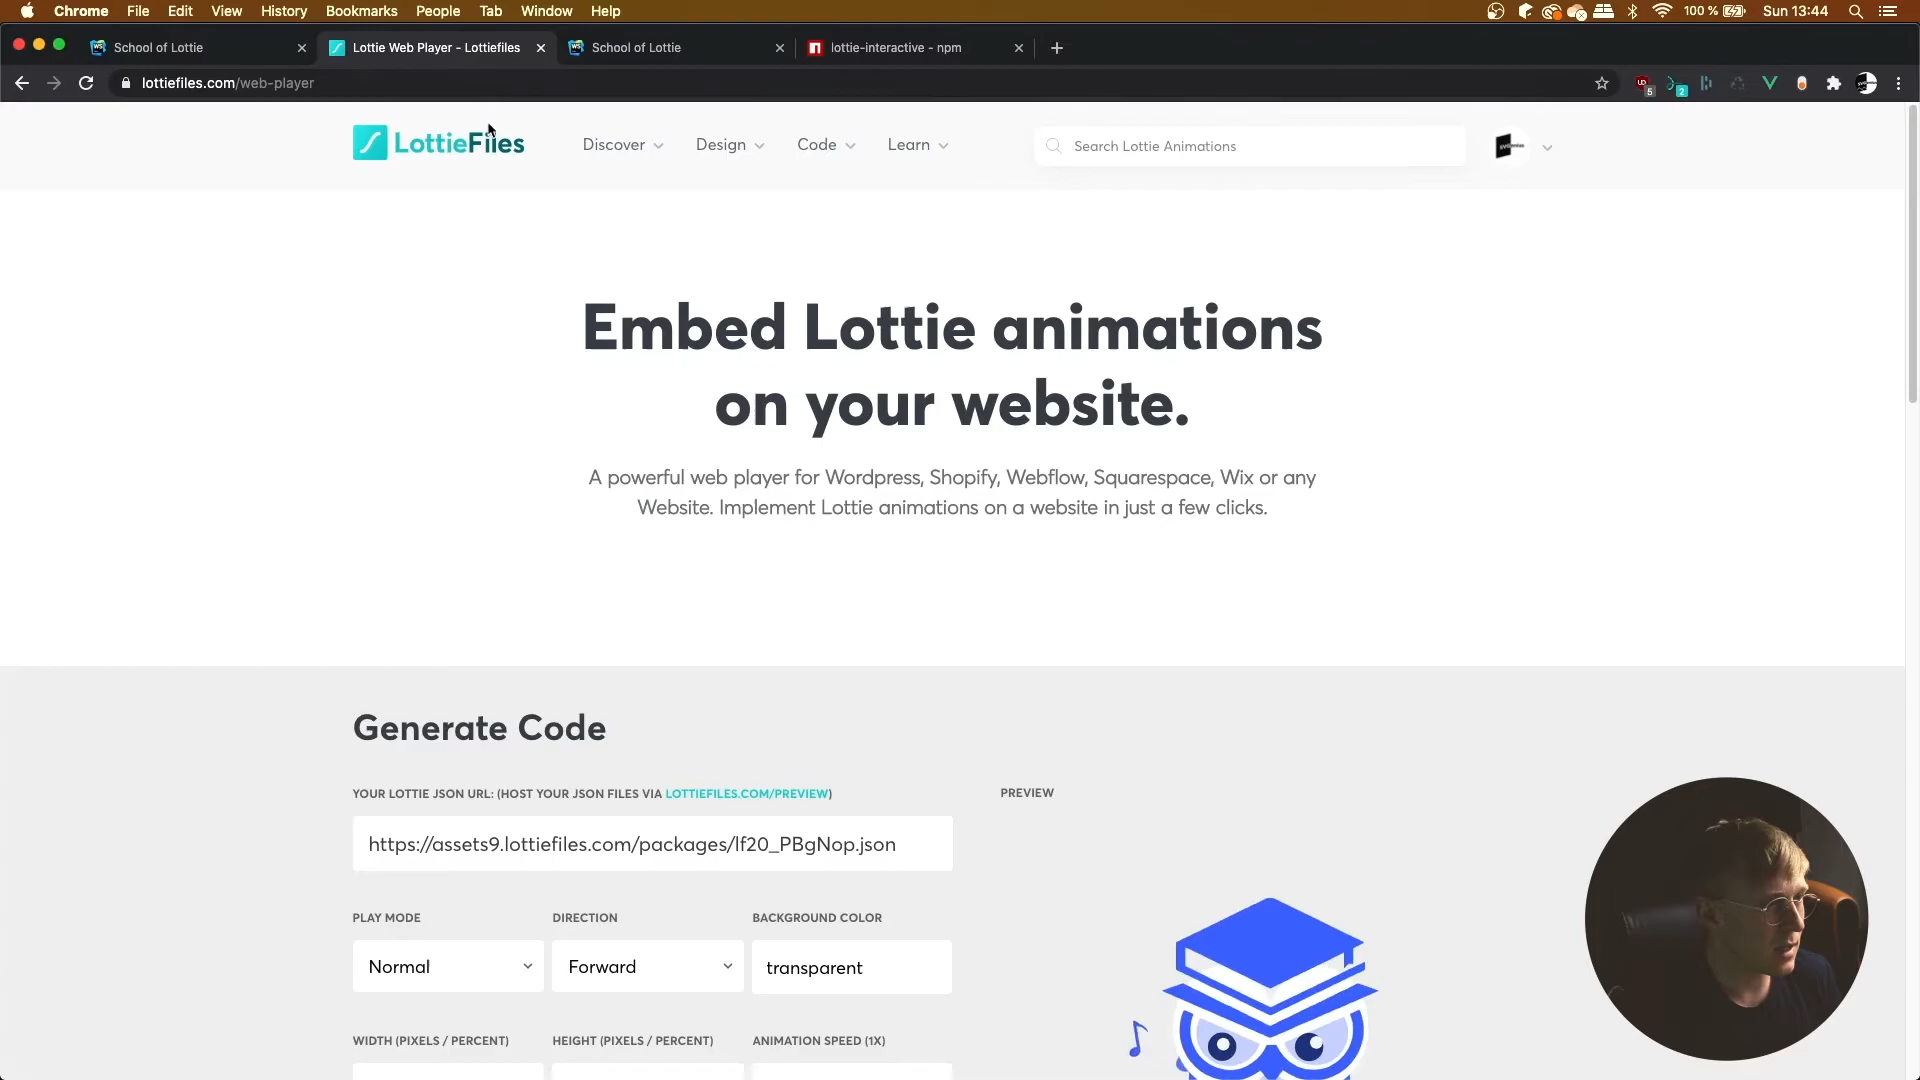 Chrome File Edit View History Bookmarks People Tab Window Help 100 % Sun 13:44
School of Lottie Lottie Web Player - Lottiefiles School of Lottie lottie-interactive - npm
lottiefiles.com/web-player 5 2
LottieFiles Discover Design Code Learn Search Lottie Animations
Embed Lottie animations
on your website.
A powerful web player for Wordpress, Shopify, Webflow, Squarespace, Wix or any
Website. Implement Lottie animations on a website in just a few clicks.
Generate Code
YOUR LOTTIE JSON URL: (HOST YOUR JSON FILES VIA LOTTIEFILES.COM/PREVIEW) PREVIEW
https://assets9.lottiefiles.com/packages/lf20_PBgNop.json
PLAY MODE DIRECTION BACKGROUND COLOR
Normal Forward transparent
WIDTH (PIXELS / PERCENT) HEIGHT (PIXELS / PERCENT) ANIMATION SPEED (1X)